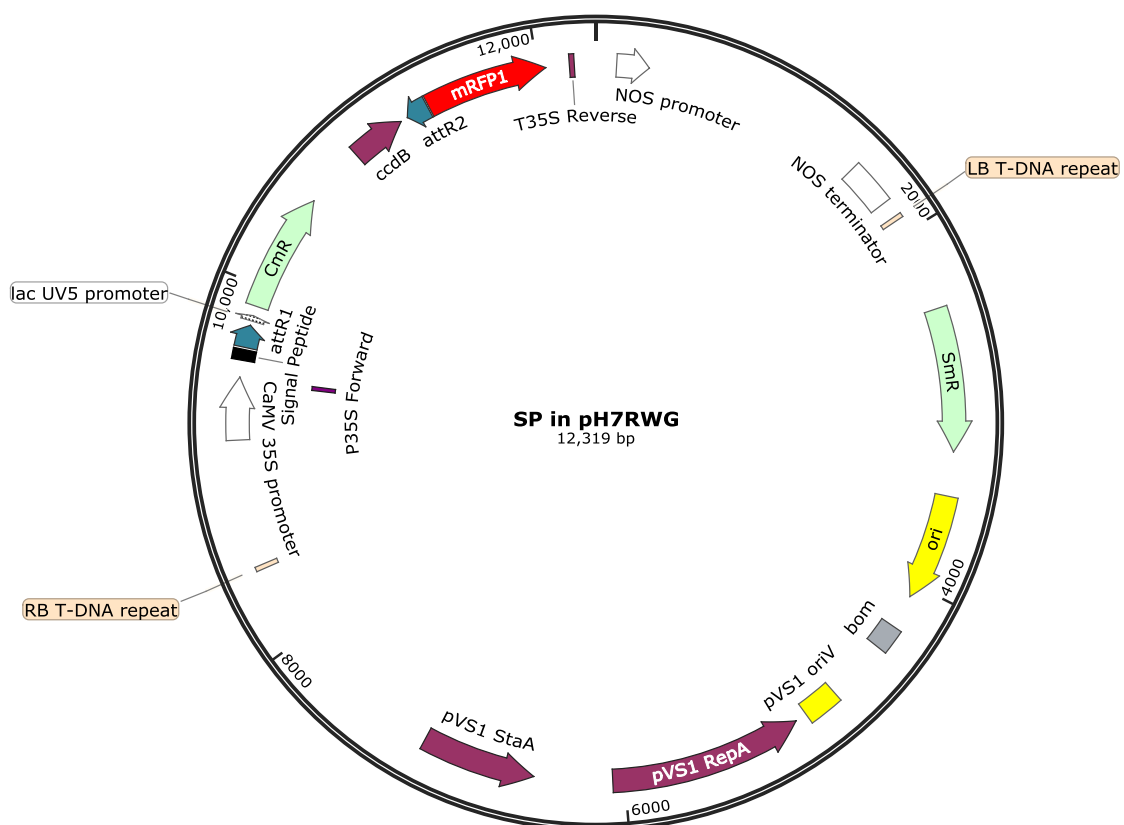 12,000
mRFP1
attR2
ccdB
T35S Reverse
NOS promoter
NOS terminator
2000
LB T-DNA repeat
CmR
lac UV5 promoter
10,000
attR1
Signal Peptide
CaMV 35S promoter
P35S Forward
SP in pH7RWG
12,319 bp
SmR
ori
4000
bom
pVS1 oriV
RB T-DNA repeat
8000
pVS1 StaA
pVS1 RepA
6000